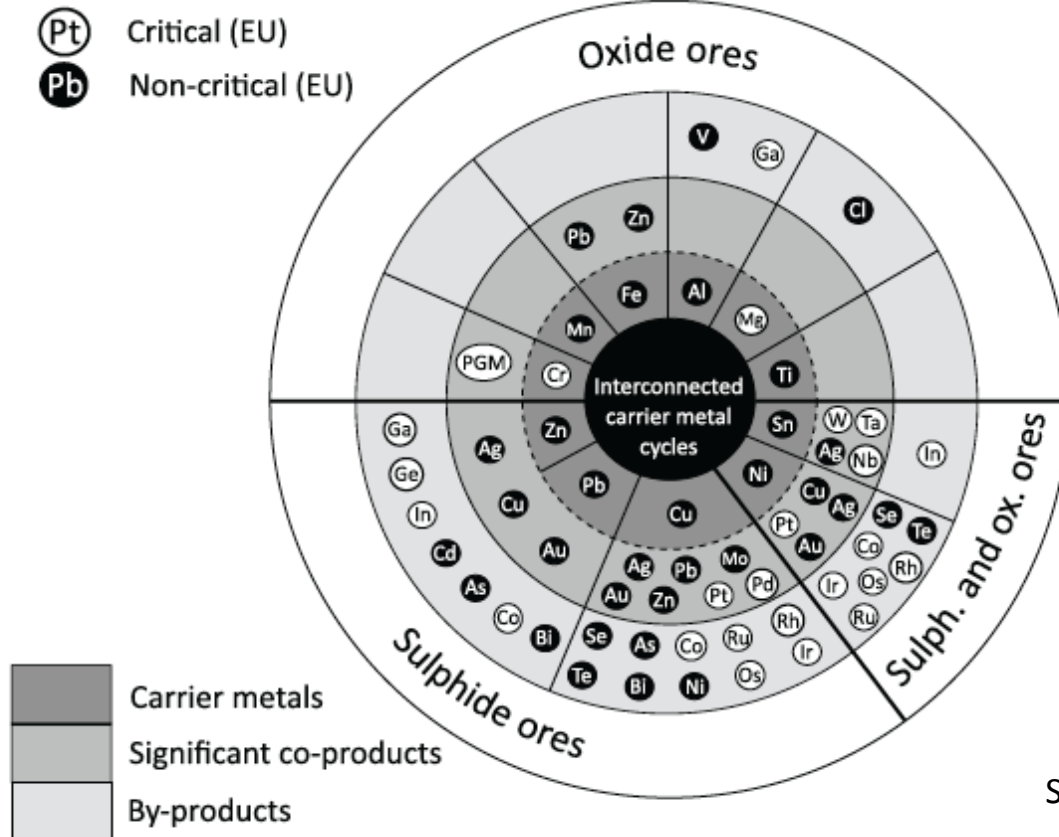 Pt Critical (EU)
Pb Non-critical (EU)
Oxide ores
V
Ga
Cl
Pb
Zn
Fe
Al
Mn
Mg
PGM
Cr
Ti
Interconnected
carrier metal
cycles
Ga
Ag
Zn
Sn
W
Ta
Ag
Nb
In
Ge
Pb
Ni
Cu
In
Cu
Cu
Ag
Se
Te
Pt
Cd
Au
Au
Co
Rh
As
Ag
Pb
Mo
Os
Ir
Au
Zn
Pt
Pd
Ru
Co
Bi
Se
As
Co
Ru
Rh
Ir
Te
Bi
Ni
Os
Sulphide ores
Sulph. and ox. ores
Carrier metals
Significant co-products
By-products
S